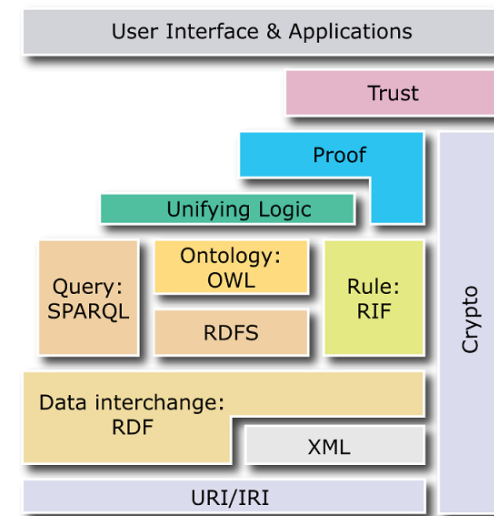 User Interface & Applications
Trust
Proof
Unifying Logic
Query:
SPARQL
Ontology:
OWL
RDFS
Rule:
RIF
Crypto
Data interchange:
RDF
XML
URI/IRI